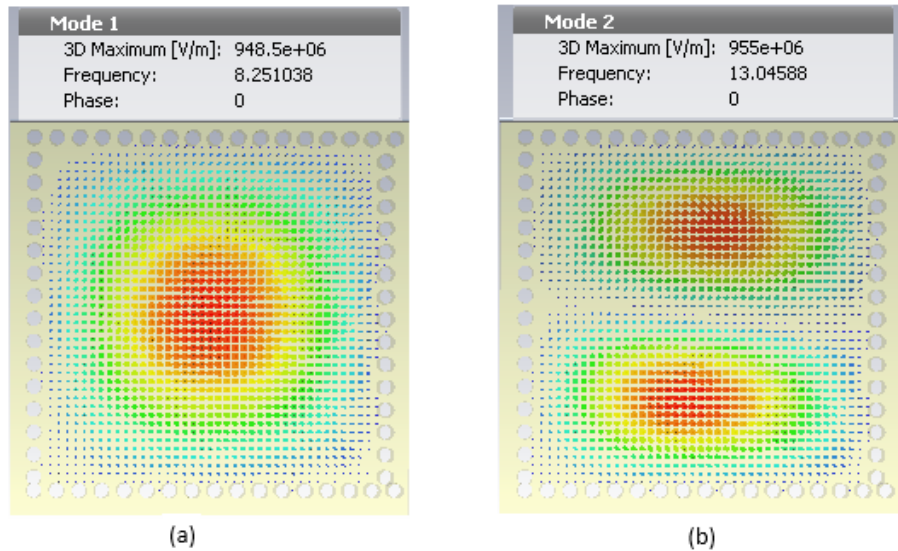 Mode 1
3D Maximum [V/m]: 948.5e+06
Frequency: 8.251038
Phase: 0
(a)
Mode 2
3D Maximum [V/m]: 955e+06
Frequency: 13.04588
Phase: 0
(b)